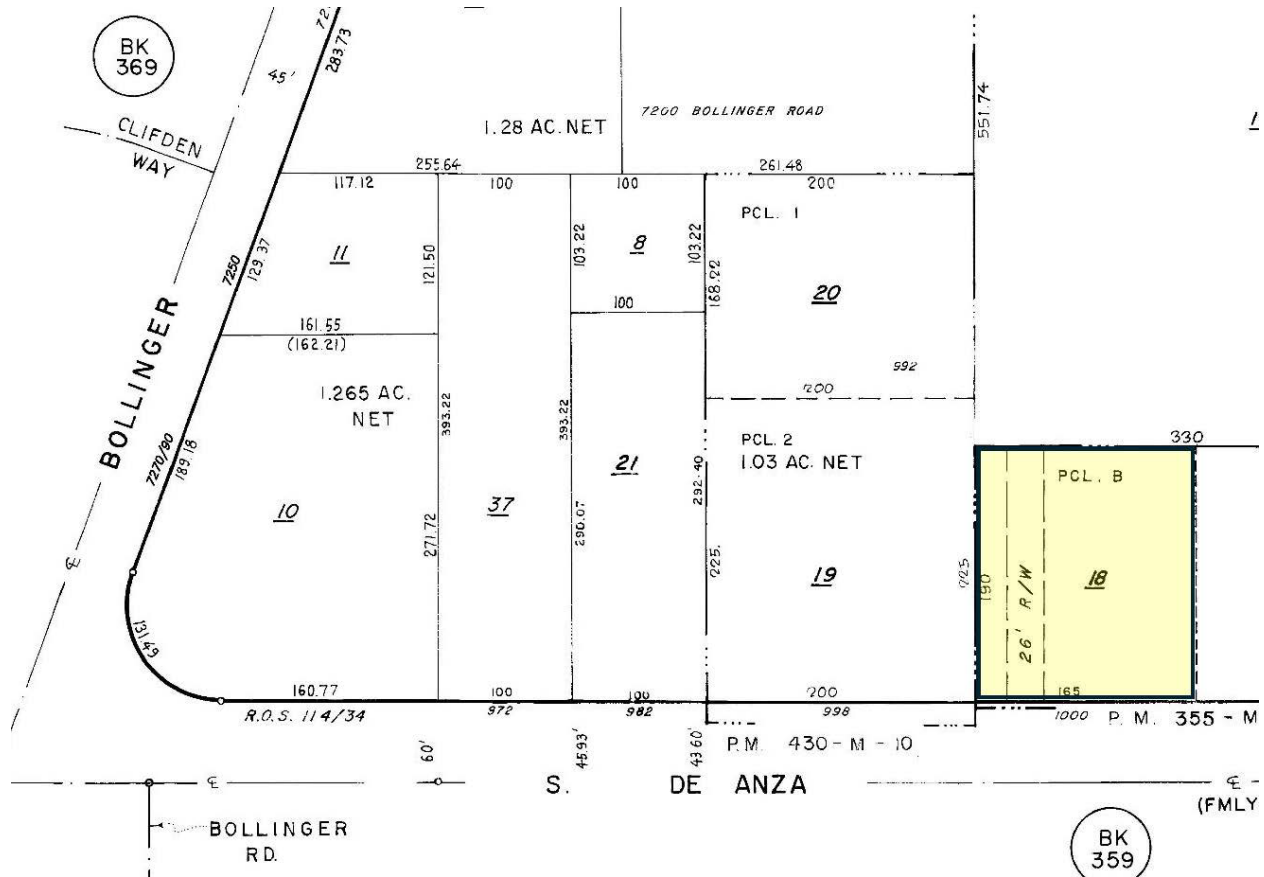 BK
369
45'
283.73
CLIFDEN
WAY
1.28 AC. NET
7200 BOLLINGER ROAD
551.74
255.64
261.48
117.12
100
100
200
PCL. 1
7250
129.37
11
121.50
103.22
8
103.22
168.22
20
100
161.55
(162.21)
992
200
BOLLINGER
1.265 AC.
NET
393.22
393.22
PCL. 2
1.03 AC. NET
330
PCL. B
7270/90
189.18
10
271.72
37
290.07
21
292.40
225.
19
225
190
26' R/W
18
℄
131.49
160.77
100
100
200
165
R.O.S. 114/34
972
982
998
1000
P. M. 355 - M
60'
45.93'
43.60'
P.M. 430 - M - 10
℄
S. DE ANZA
℄
(FMLY
BOLLINGER
RD.
BK
359